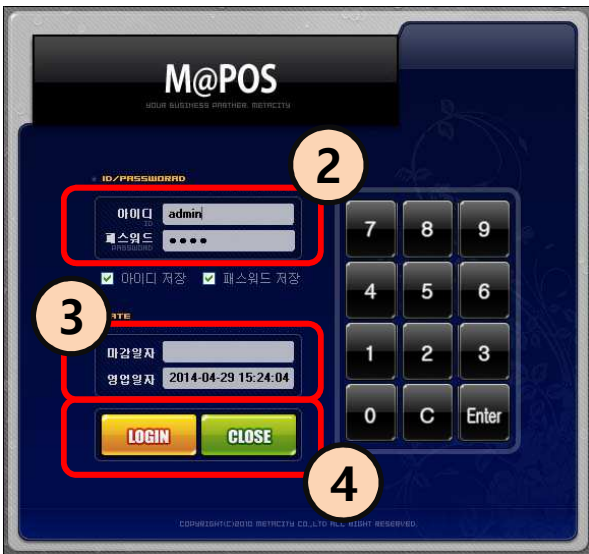 M@POS
YOUR BUSINESS PARTNER. METACITY
2
ID/PASSWORAD
아이디 admin
ID
패스워드 ●●●●
PASSWORD
아이디 저장 패스워드 저장
3
ATE
마감일자
영업일자 2014-04-29 15:24:04
LOGIN CLOSE
4
7 8 9
4 5 6
1 2 3
0 C Enter
COPYRIGHT(C)2010 METACITY CO.,LTD ALL RIGHT RESERVED.